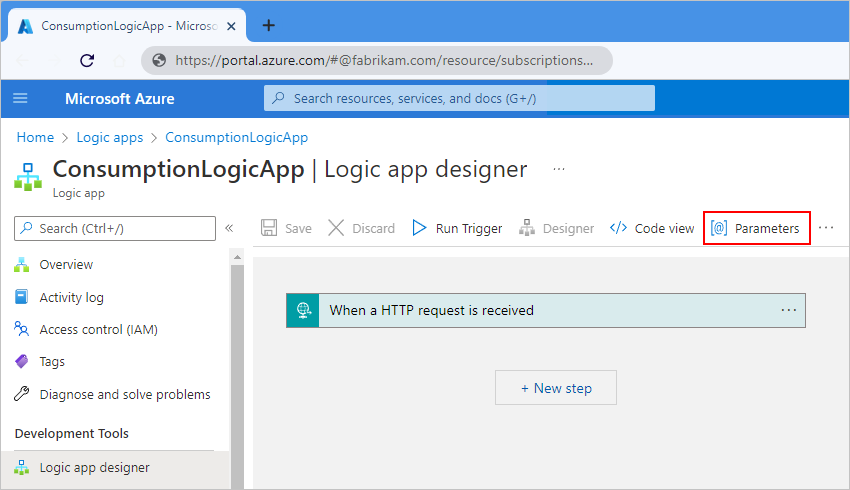 ConsumptionLogicApp - Microso
https://portal.azure.com/#@fabrikam.com/resource/subscriptions...
Microsoft Azure
Search resources, services, and docs (G+/)
Home > Logic apps > ConsumptionLogicApp
ConsumptionLogicApp | Logic app designer ...
Logic app
Search (Ctrl+/) «
Save Discard Run Trigger Designer Code view [@] Parameters ...
Overview
Activity log
Access control (IAM)
Tags
Diagnose and solve problems
Development Tools
Logic app designer
When a HTTP request is received ...
+ New step